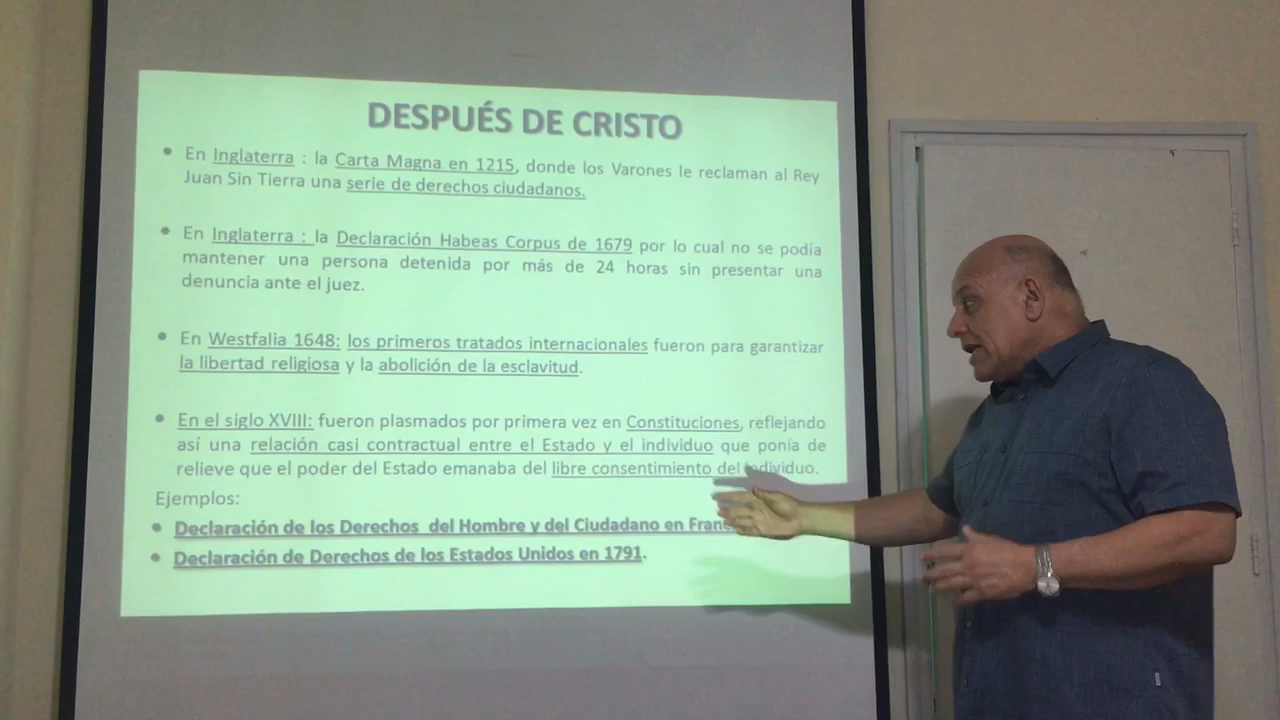 DESPUÉS DE CRISTO
• En Inglaterra : la Carta Magna en 1215, donde los Varones le reclaman al Rey
Juan Sin Tierra una serie de derechos ciudadanos.
• En Inglaterra : la Declaración Habeas Corpus de 1679 por lo cual no se podía
mantener una persona detenida por más de 24 horas sin presentar una
denuncia ante el juez.
• En Westfalia 1648: los primeros tratados internacionales fueron para garantizar
la libertad religiosa y la abolición de la esclavitud.
• En el siglo XVIII: fueron plasmados por primera vez en Constituciones, reflejando
así una relación casi contractual entre el Estado y el individuo que ponía de
relieve que el poder del Estado emanaba del libre consentimiento del individuo.
Ejemplos:
• Declaración de los Derechos del Hombre y del Ciudadano en
• Declaración de Derechos de los Estados Unidos en 1791.